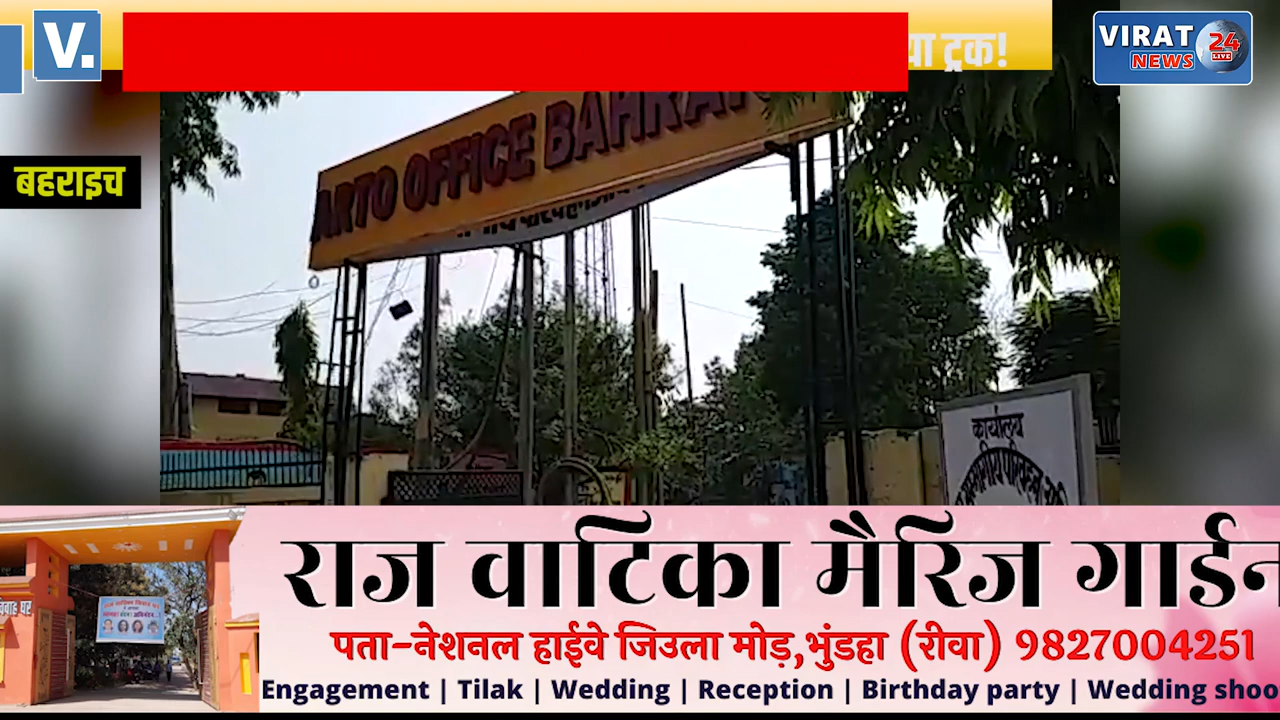 V.
या ट्रक!
VIRAT
24
NEWS
LIVE
बहराइच
ARTO OFFICE
कार्यालय
राज वाटिका मैरिज गार्डन
पता-नेशनल हाईवे जिउला मोड़,भुंडहा (रीवा) 9827004251
Engagement | Tilak | Wedding | Reception | Birthday party | Wedding shoo